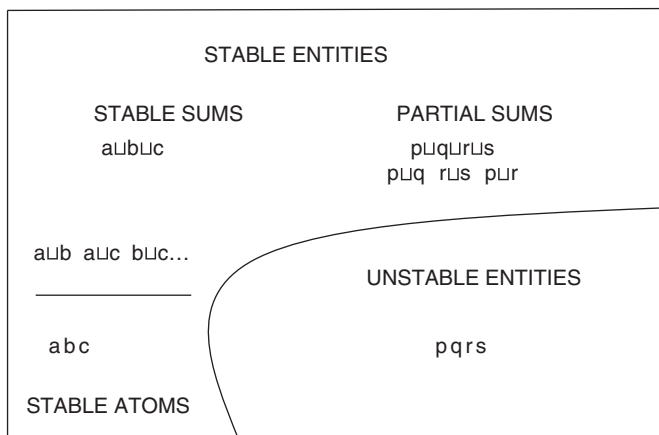 STABLE ENTITIES
STABLE SUMS PARTIAL SUMS
a⊔b⊔c p⊔q⊔r⊔s
p⊔q r⊔s p⊔r
a⊔b a⊔c b⊔c...
UNSTABLE ENTITIES
a b c p q r s
STABLE ATOMS